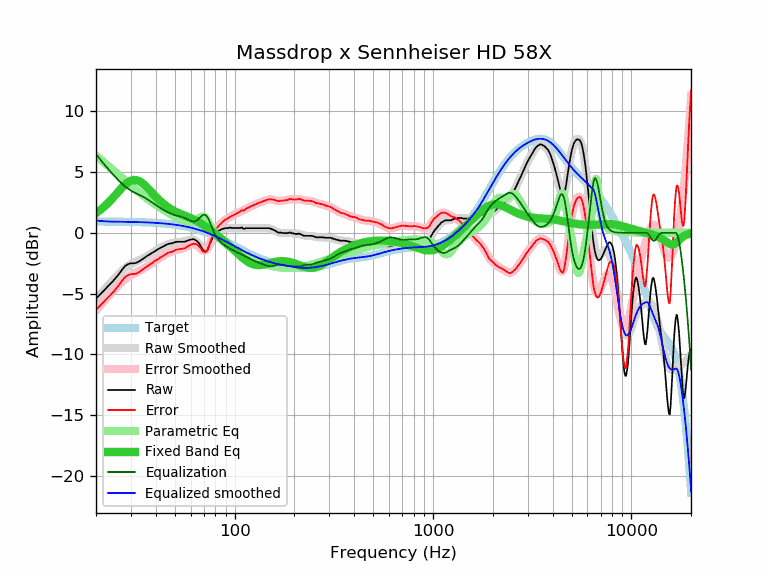 Massdrop x Sennheiser HD 58X
10
5
0
−5
−10
−15
−20
Amplitude (dBr)
Target
Raw Smoothed
Error Smoothed
Raw
Error
Parametric Eq
Fixed Band Eq
Equalization
Equalized smoothed
100
1000
10000
Frequency (Hz)